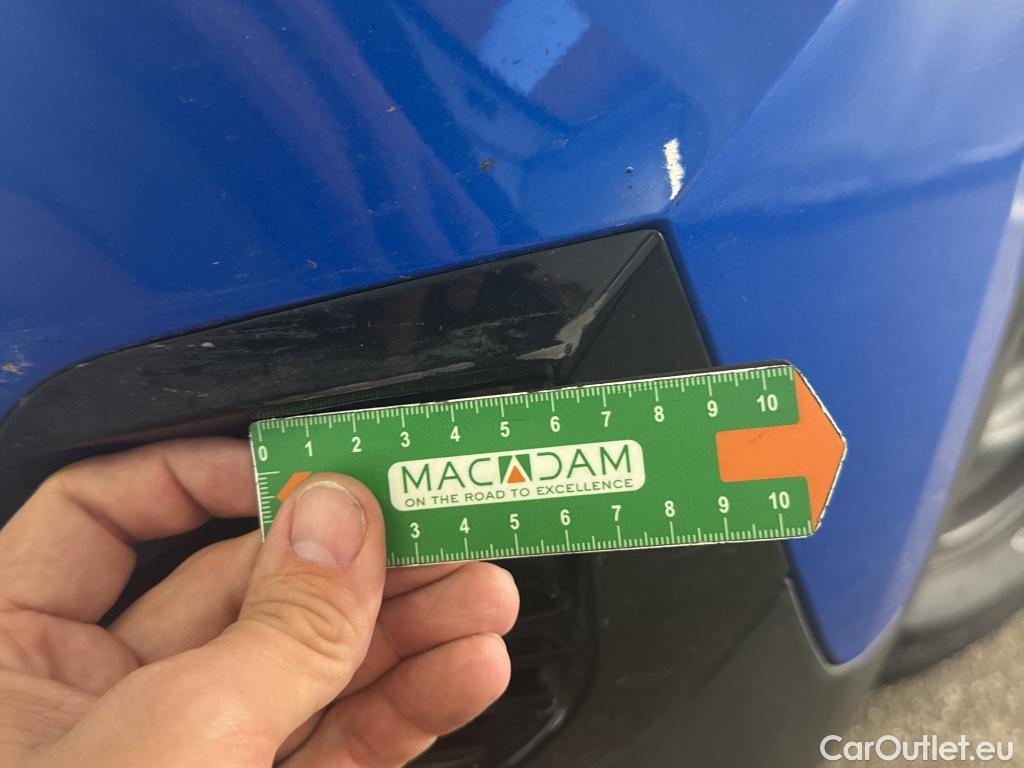 0 1 2 3 4 5 6 7 8 9 10
MACADAM
ON THE ROAD TO EXCELLENCE
3 4 5 6 7 8 9 10
CarOutlet.eu